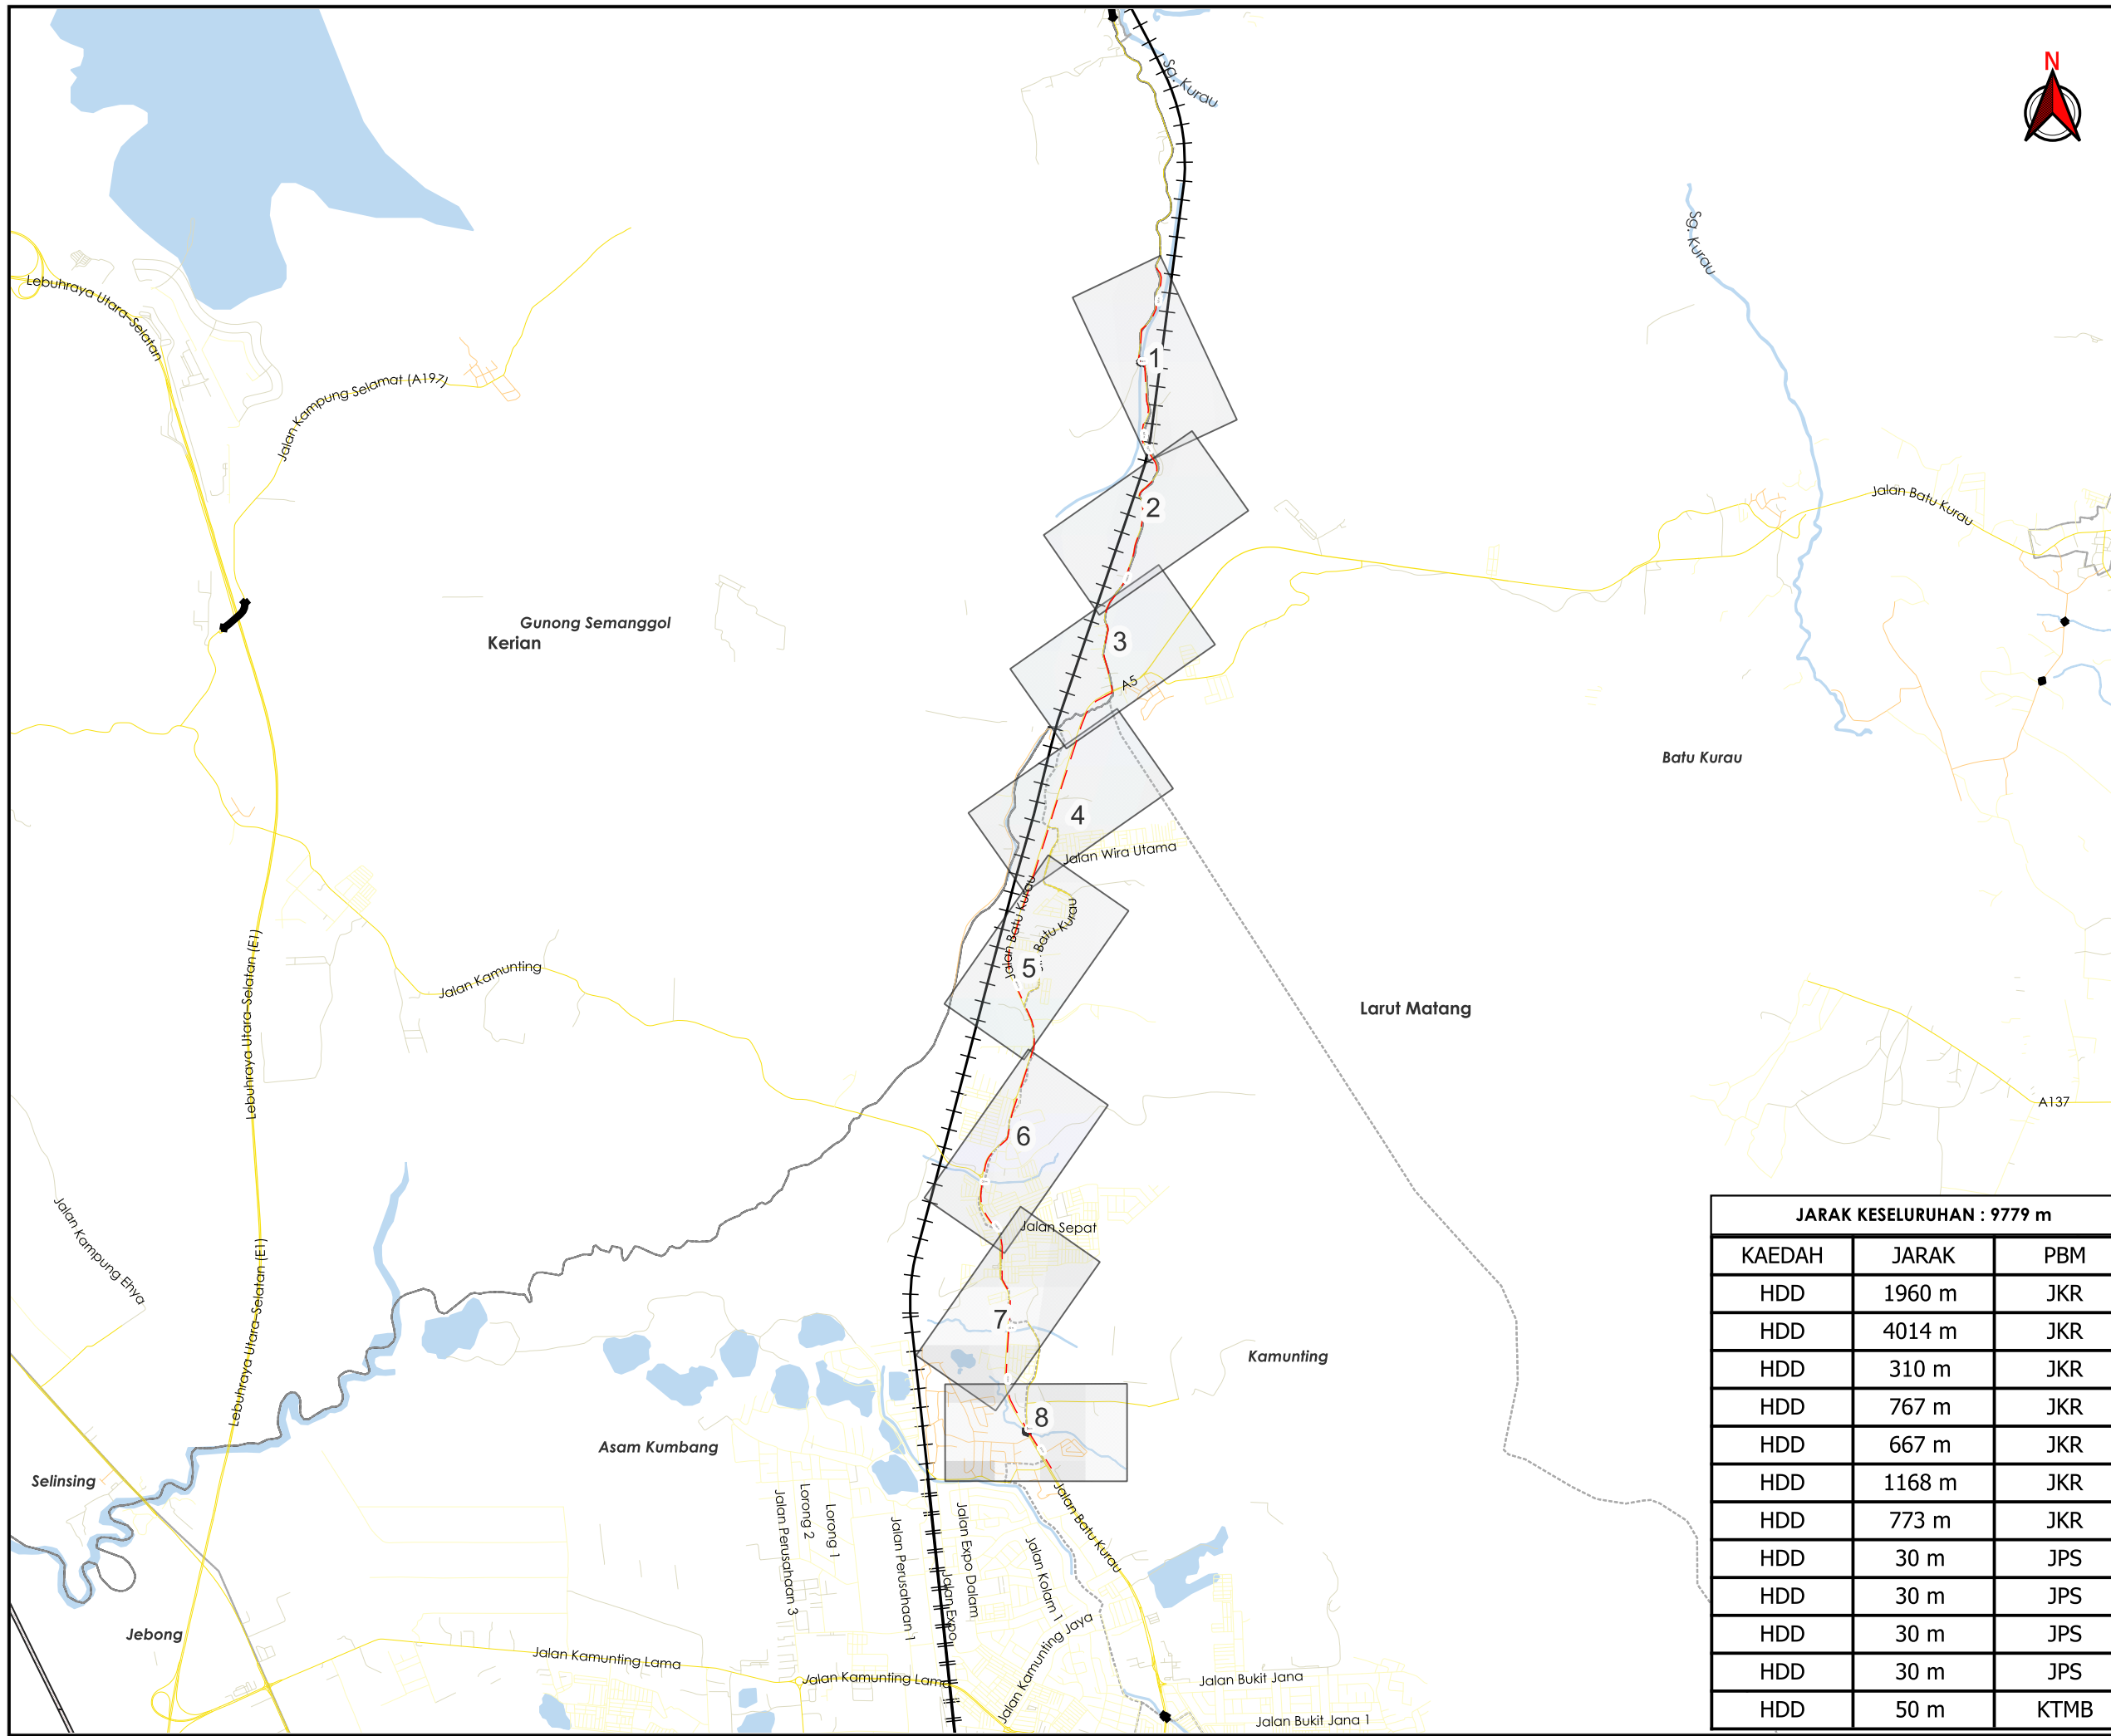 N
Sg. Kurau
Sg. Kurau
Lebuhraya Utara-Selatan
1
Jalan Kampung Selamat (A197)
2
Jalan Batu Kurau
Gunong Semanggol
Kerian
3
A5
Batu Kurau
4
Jalan Wira Utama
Jalan Batu Kurau
Batu Kurau
5
Lebuhraya Utara-Selatan (E1)
Jalan Kamunting
Larut Matang
A137
6
Jalan Sepat
Jalan Kampung Ehya
Lebuhraya Utara-Selatan (E1)
7
Kamunting
8
Asam Kumbang
Selinsing
Jalan Perusahaan 3
Lorong 2
Lorong 1
Jalan Perusahaan 1
Jalan Expo Dalam
Jalan Expo
Jalan Kolam 1
Jalan Batu Kurau
Jebong
Jalan Kamunting Lama
Jalan Kamunting Lama
Jalan Kamunting Jaya
Jalan Bukit Jana
Jalan Bukit Jana 1
JARAK KESELURUHAN : 9779 m
KAEDAH JARAK PBM
HDD 1960 m JKR
HDD 4014 m JKR
HDD 310 m JKR
HDD 767 m JKR
HDD 667 m JKR
HDD 1168 m JKR
HDD 773 m JKR
HDD 30 m JPS
HDD 30 m JPS
HDD 30 m JPS
HDD 30 m JPS
HDD 50 m KTMB